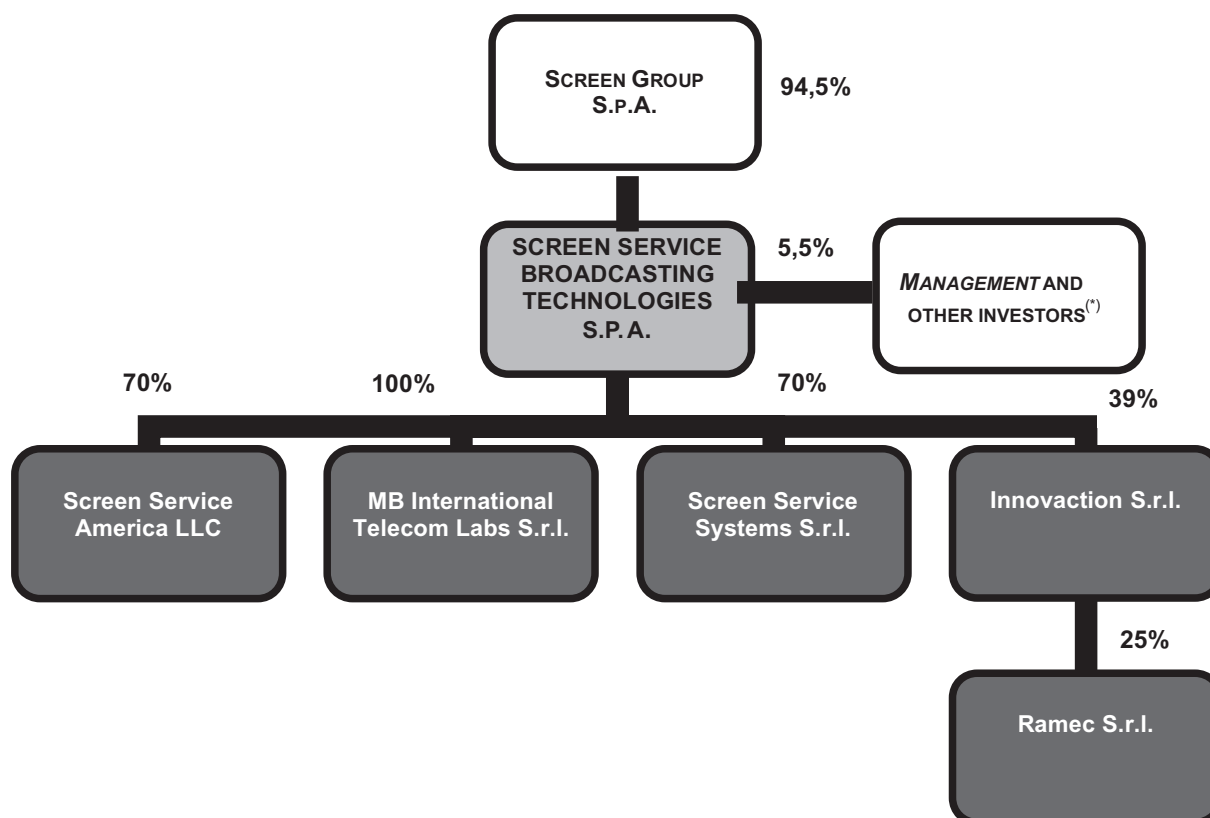 SCREEN GROUP
S.P.A.
94,5%
SCREEN SERVICE
BROADCASTING
TECHNOLOGIES
S.P. A.
5,5%
MANAGEMENT AND
OTHER INVESTORS(*)
70%
100%
70%
39%
Screen Service
America LLC
MB International
Telecom Labs S.r.l.
Screen Service
Systems S.r.l.
Innovaction S.r.l.
25%
Ramec S.r.l.